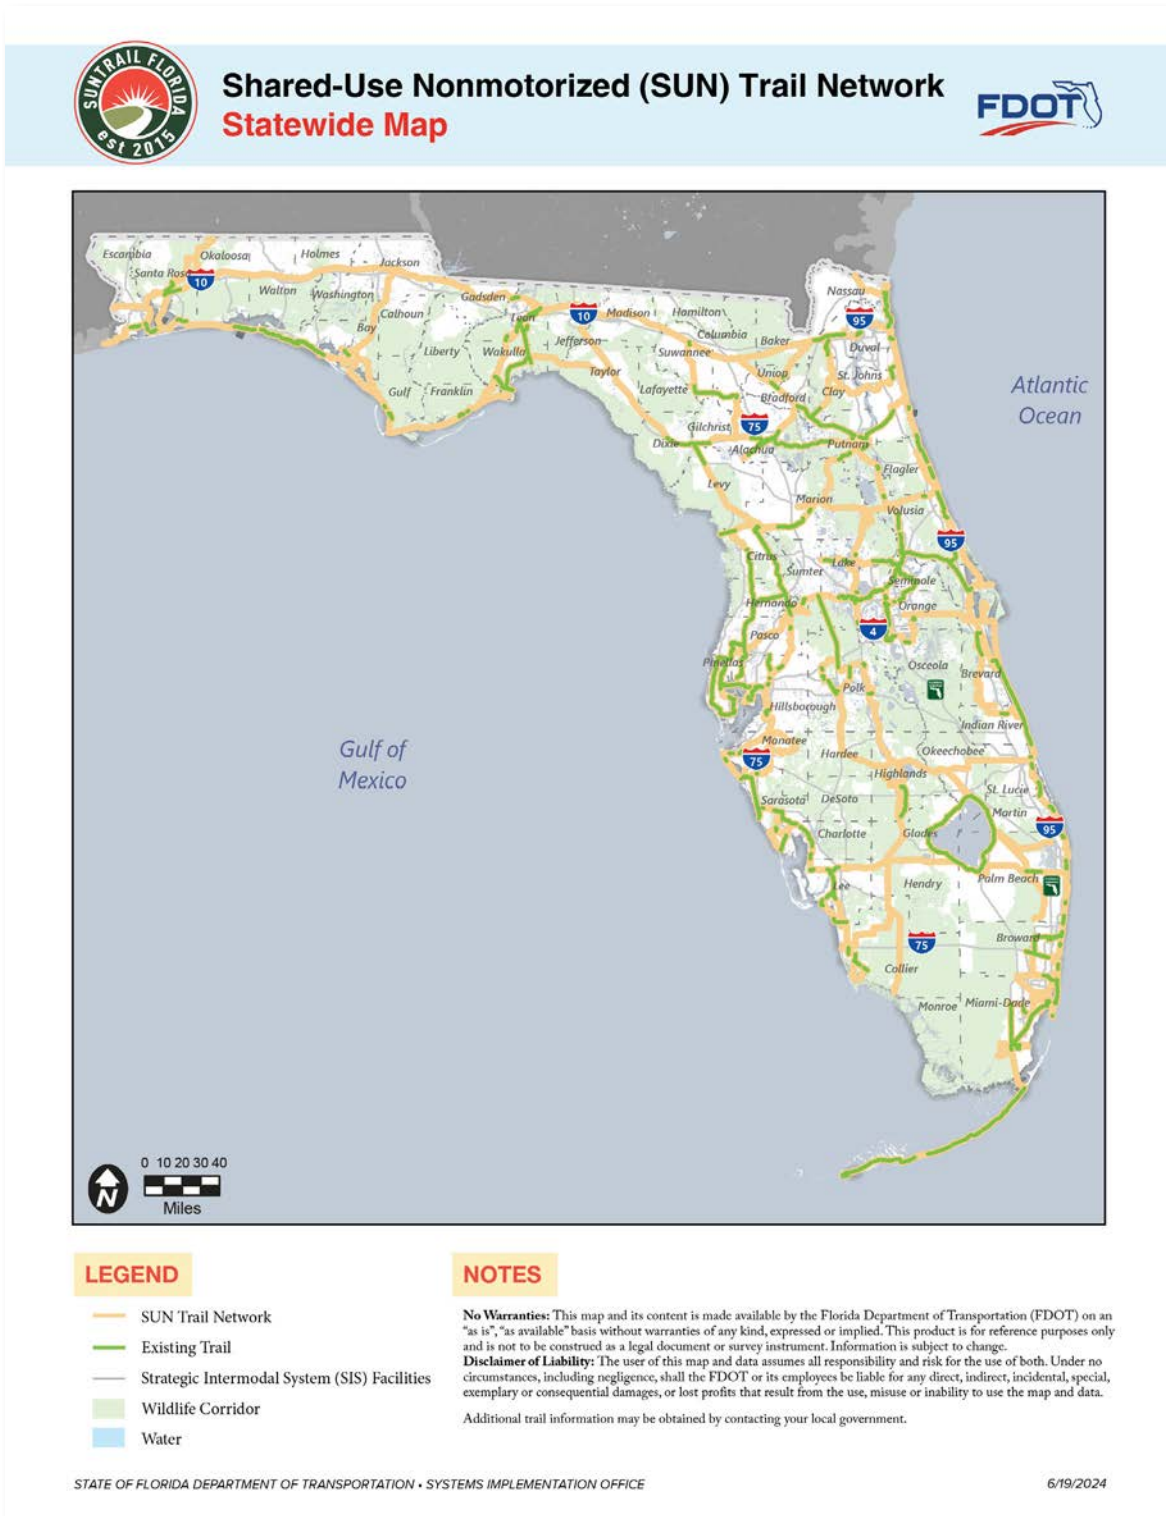 SUNTRAIL FLORIDA
est 2015
Shared-Use Nonmotorized (SUN) Trail Network
Statewide Map
FDOT
Escambia
Okaloosa
Holmes
Jackson
Santa Rosa
10
Walton
Washington
Calhoun
Gadsden
Leon
10
Madison
Hamilton
Nassau
95
Bay
Liberty
Wakulla
Jefferson
Suwannee
Columbia
Baker
Duval
Gulf
Franklin
Taylor
Lafayette
Union
Bradford
Clay
St. Johns
Atlantic
Ocean
Dixie
Gilchrist
75
Alachua
Putnam
Flagler
Levy
Marion
Volusia
95
Citrus
Sumter
Lake
Seminole
Hernando
Orange
4
Pasco
Pinellas
Polk
Osceola
Brevard
Hillsborough
Indian River
Gulf of
Mexico
Manatee
75
Hardee
Okeechobee
Highlands
Sarasota
DeSoto
St. Lucie
Martin
Charlotte
Glades
95
Lee
Hendry
Palm Beach
75
Broward
Collier
Monroe
Miami-Dade
0 10 20 30 40
N
Miles
LEGEND
SUN Trail Network
Existing Trail
Strategic Intermodal System (SIS) Facilities
Wildlife Corridor
Water
NOTES
No Warranties: This map and its content is made available by the Florida Department of Transportation (FDOT) on an
"as is", "as available" basis without warranties of any kind, expressed or implied. This product is for reference purposes only
and is not to be construed as a legal document or survey instrument. Information is subject to change.
Disclaimer of Liability: The user of this map and data assumes all responsibility and risk for the use of both. Under no
circumstances, including negligence, shall the FDOT or its employees be liable for any direct, indirect, incidental, special,
exemplary or consequential damages, or lost profits that result from the use, misuse or inability to use the map and data.
Additional trail information may be obtained by contacting your local government.
STATE OF FLORIDA DEPARTMENT OF TRANSPORTATION • SYSTEMS IMPLEMENTATION OFFICE
6/19/2024